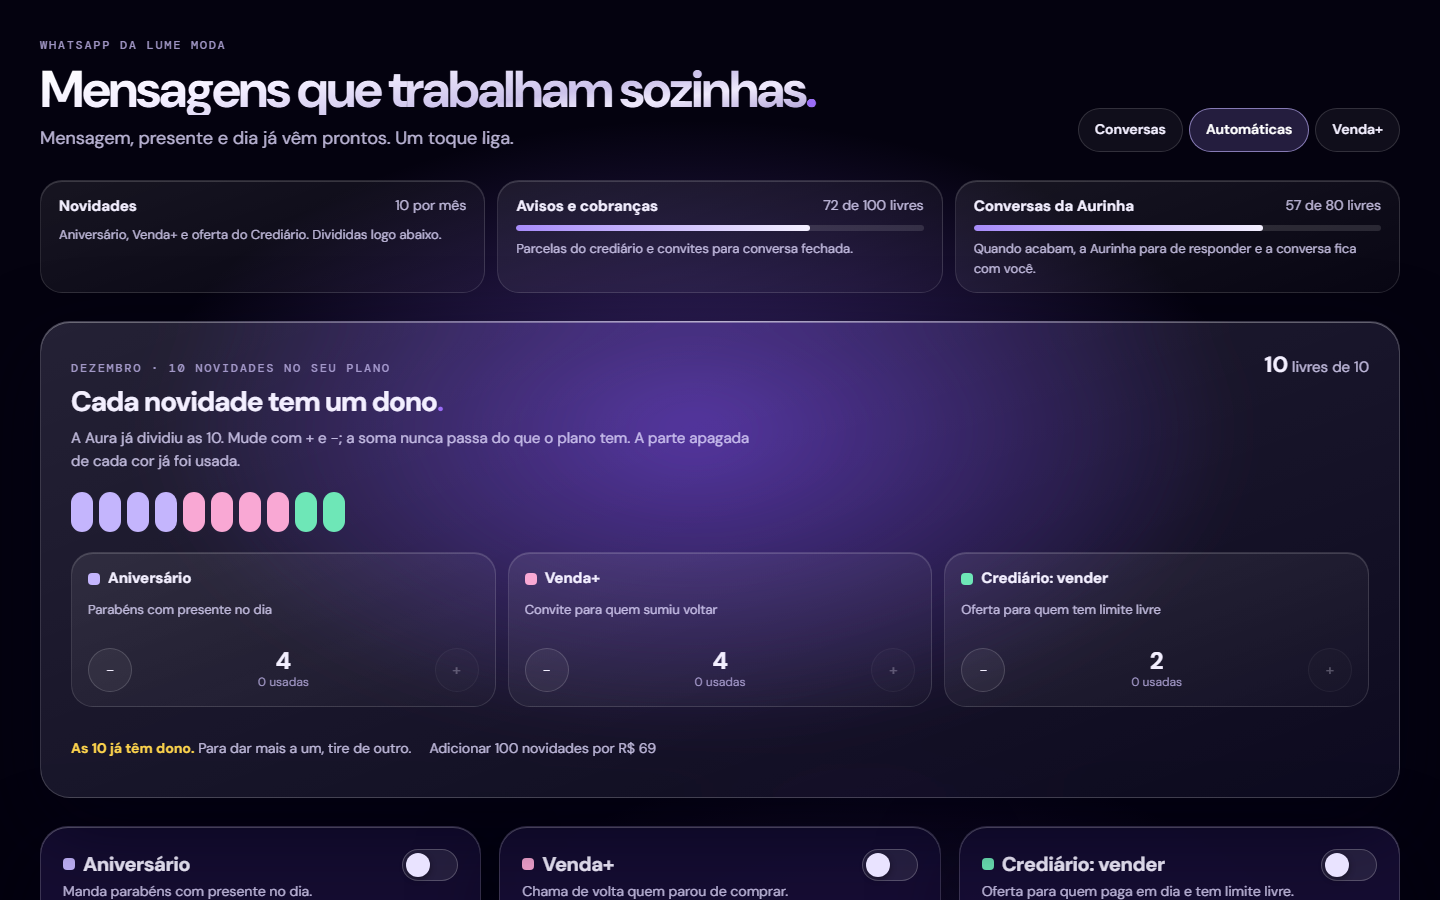 WHATSAPP DA LUME MODA
Mensagens que trabalham sozinhas.
Mensagem, presente e dia já vêm prontos. Um toque liga.
Conversas
Automáticas
Venda+
Novidades
10 por mês
Aniversário, Venda+ e oferta do Crediário. Divididas logo abaixo.
Avisos e cobranças
72 de 100 livres
Parcelas do crediário e convites para conversa fechada.
Conversas da Aurinha
57 de 80 livres
Quando acabam, a Aurinha para de responder e a conversa fica
com você.
DEZEMBRO · 10 NOVIDADES NO SEU PLANO
10 livres de 10
Cada novidade tem um dono.
A Aura já dividiu as 10. Mude com + e −; a soma nunca passa do que o plano tem. A parte apagada
de cada cor já foi usada.
Aniversário
Parabéns com presente no dia
−
4
+
0 usadas
Venda+
Convite para quem sumiu voltar
−
4
+
0 usadas
Crediário: vender
Oferta para quem tem limite livre
−
2
+
0 usadas
As 10 já têm dono. Para dar mais a um, tire de outro.
Adicionar 100 novidades por R$ 69
Aniversário
Manda parabéns com presente no dia.
Venda+
Chama de volta quem parou de comprar.
Crediário: vender
Oferta para quem paga em dia e tem limite livre.